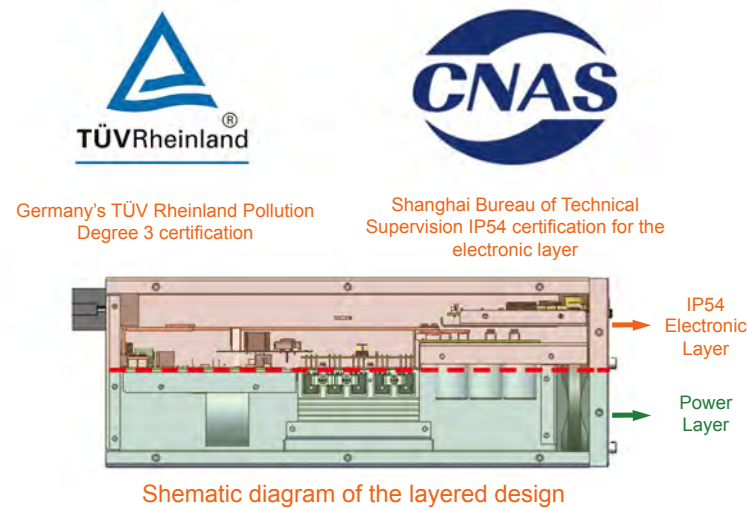 TÜVRheinland®
CNAS
Germany's TÜV Rheinland Pollution
Degree 3 certification
Shanghai Bureau of Technical
Supervision IP54 certification for the
electronic layer
IP54
Electronic
Layer
Power
Layer
Shematic diagram of the layered design